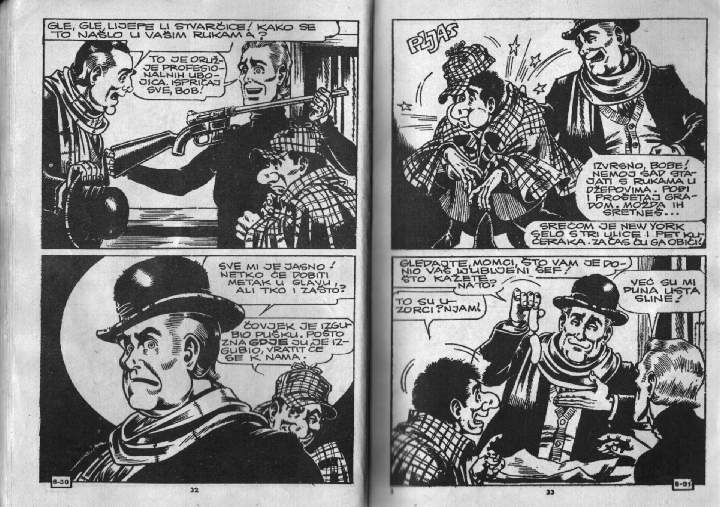 GLE, GLE, LIJEPE LI STVARČICE! KAKO SE
TO NAŠLO U VAŠIM RUKAMA?
TO JE ORUŽ-
JE PROFESIO-
NALNIH UBO-
JICA. ISPRIČAJ
SVE, BOB!
SVE MI JE JASNO!
NETKO ĆE DOBITI
METAK U GLAVU,
ALI TKO I ZAŠTO?
ČOVJEK JE IZGU-
BIO PUŠKU. POŠTO
ZNA GDJE JU JE IZ-
GUBIO, VRATIT ĆE
SE K NAMA.
6-30
32
PLJAS
IZVRSNO, BOBE!
NEMOJ SAD STA-
JATI S RUKAMA U
DŽEPOVIMA. POĐI
I PROŠETAJ GRA-
DOM. MOŽDA IH
SRETNEŠ...
SREĆOM JE NEW YORK
SELO S TRI ULICE I PET KU-
ĆERAKA. ZA ČAS ĆU GA OBIĆI!
GLEDAJTE, MOMCI, ŠTO VAM JE DO-
NIO VAŠ LJUBLJENI ŠEF!
ŠTO KAŽETE
NA TO?
TO SU U-
ZORCI? NJAM!
VEĆ SU MI
PUNA USTA
SLINE!
33